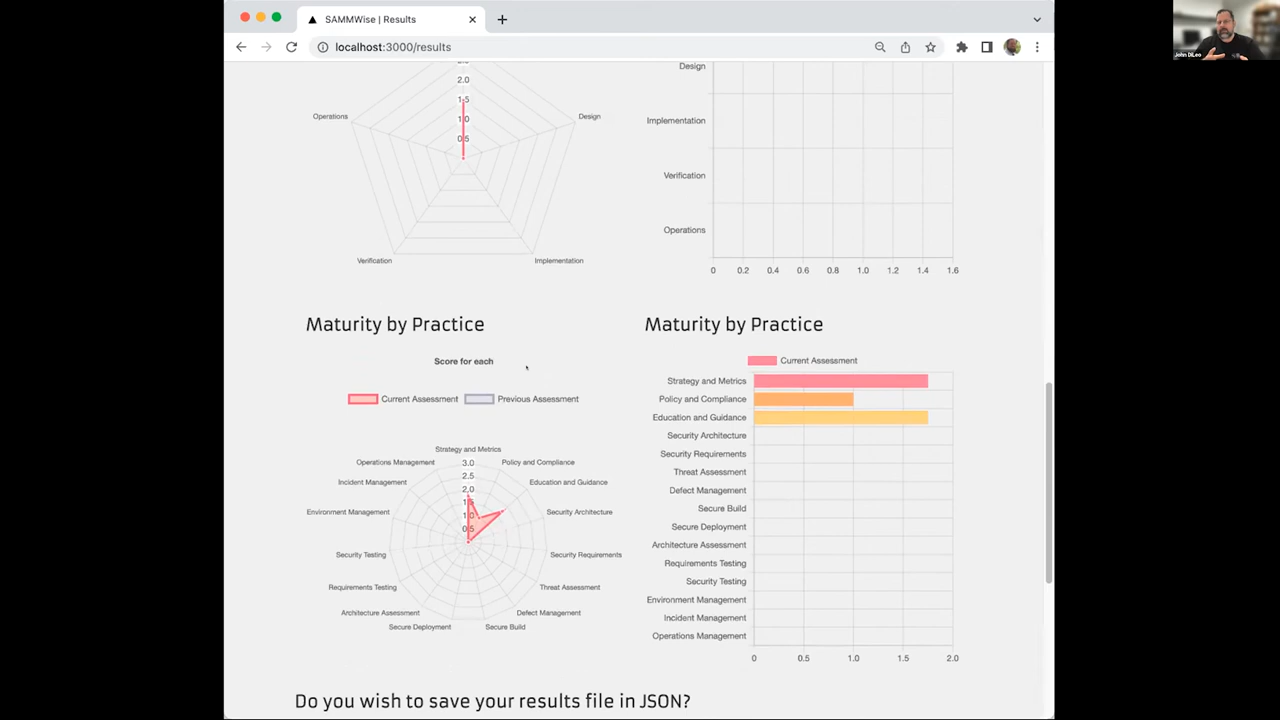 SAMMWise | Results
localhost:3000/results
John DiLeo
2.0
1.5
1.0
0.5
Operations
Design
Verification
Implementation
Design
Implementation
Verification
Operations
0 0.2 0.4 0.6 0.8 1.0 1.2 1.4 1.6
Maturity by Practice
Score for each
Current Assessment Previous Assessment
Strategy and Metrics
Operations Management
Policy and Compliance
Incident Management
Education and Guidance
Environment Management
Security Architecture
Security Testing
Security Requirements
Requirements Testing
Threat Assessment
Architecture Assessment
Defect Management
Secure Deployment
Secure Build
3.0
2.5
2.0
1.5
1.0
0.5
Maturity by Practice
Current Assessment
Strategy and Metrics
Policy and Compliance
Education and Guidance
Security Architecture
Security Requirements
Threat Assessment
Defect Management
Secure Build
Secure Deployment
Architecture Assessment
Requirements Testing
Security Testing
Environment Management
Incident Management
Operations Management
0 0.5 1.0 1.5 2.0
Do you wish to save your results file in JSON?